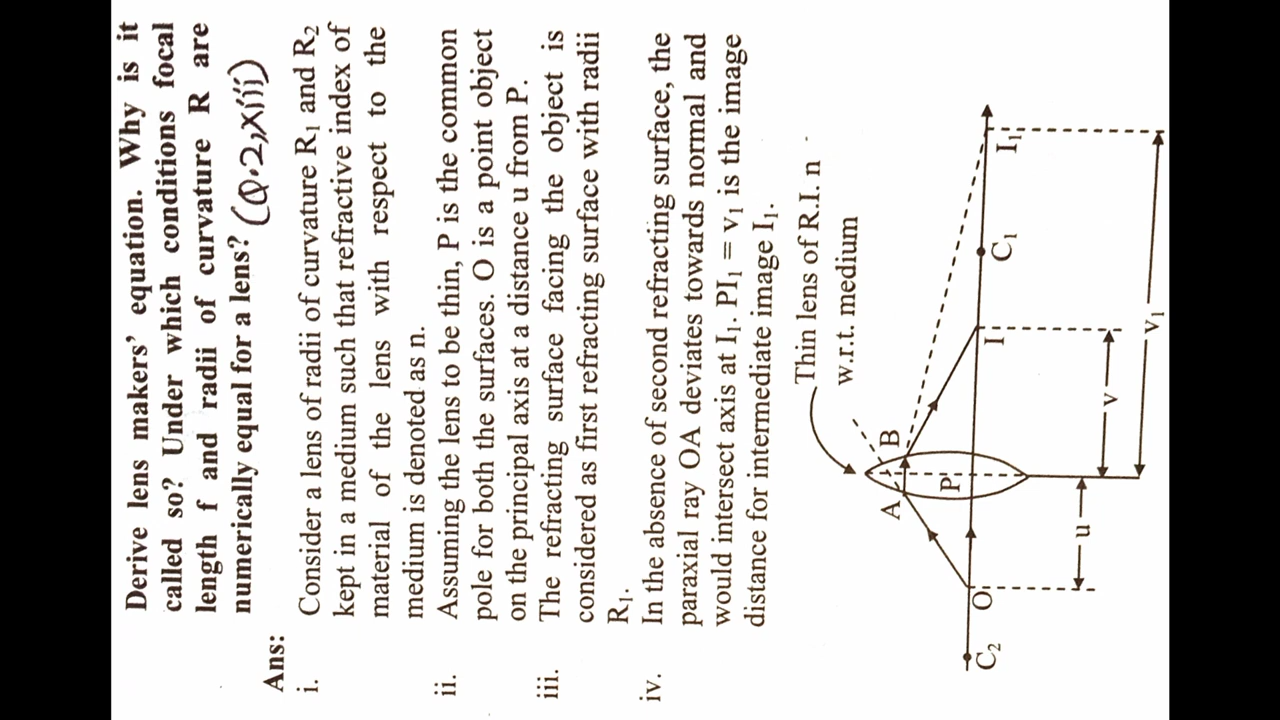 Derive lens makers' equation. Why is it
called so? Under which conditions focal
length f and radii of curvature R are
numerically equal for a lens? (Q.2,xiii)
Ans:
i. Consider a lens of radii of curvature R₁ and R₂
kept in a medium such that refractive index of
material of the lens with respect to the
medium is denoted as n.
ii. Assuming the lens to be thin, P is the common
pole for both the surfaces. O is a point object
on the principal axis at a distance u from P.
iii. The refracting surface facing the object is
considered as first refracting surface with radii
R₁.
iv. In the absence of second refracting surface, the
paraxial ray OA deviates towards normal and
would intersect axis at I₁. PI₁ = v₁ is the image
distance for intermediate image I₁.
Thin lens of R.I. n
w.r.t. medium
A B
P
C₂ O I C₁ I₁
u v
v₁